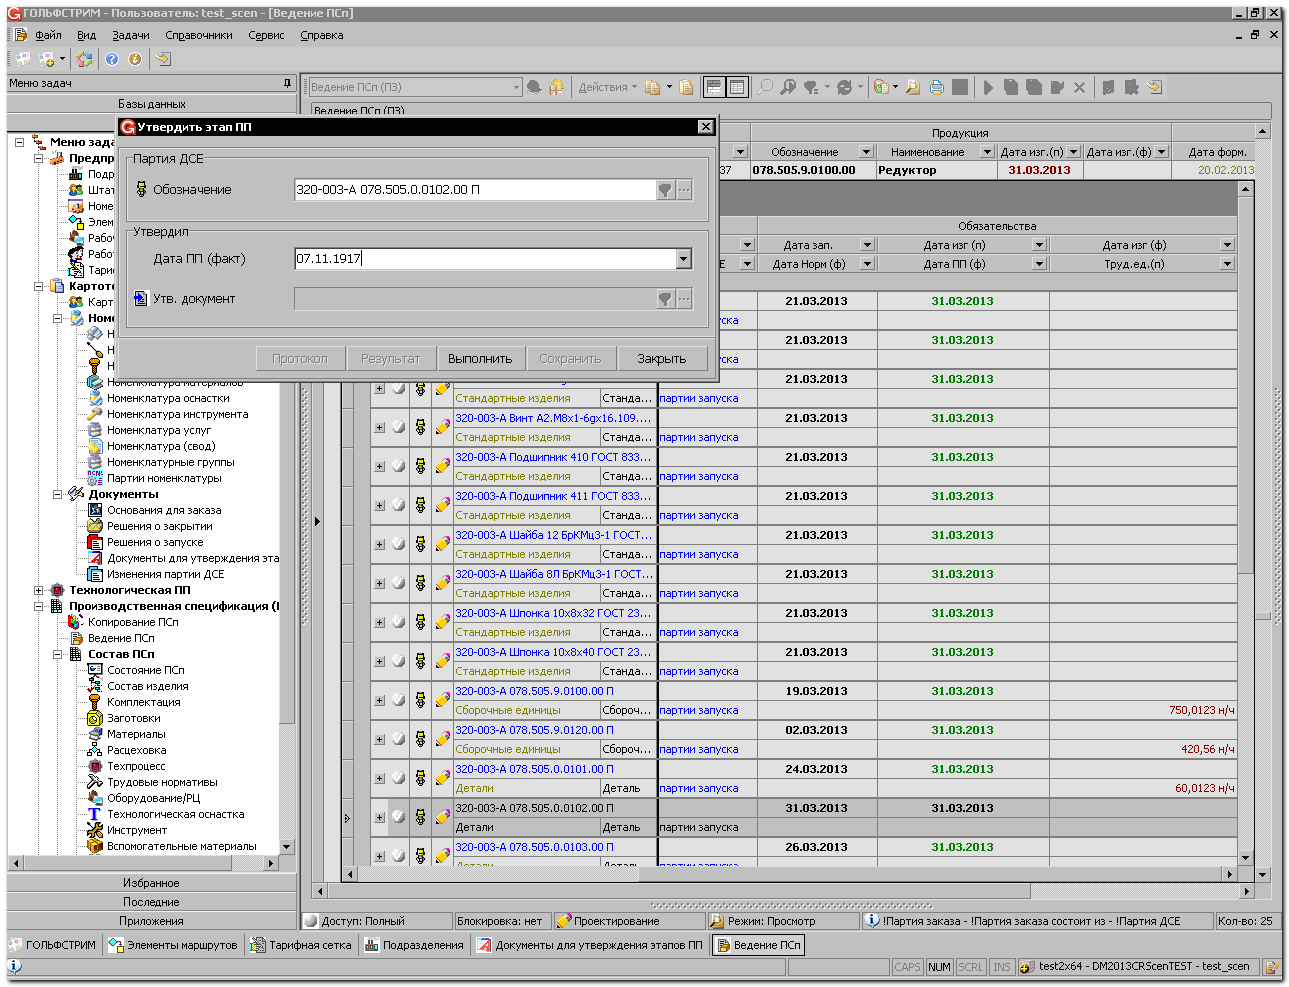 ГОЛЬФСТРИМ - Пользователь: test_scen - [Ведение ПСп]
Файл Вид Задачи Справочники Сервис Справка
Меню задач
Базы данных
Ведение ПСп (ПЗ) Действия
Ведение ПСп (ПЗ)
Утвердить этап ПП
Партия ДСЕ
Обозначение 320-003-А 078.505.0.0102.00 П
Утвердил
Дата ПП (факт) 07.11.1917
Утв. документ
Протокол Результат Выполнить Сохранить Закрыть
Продукция
Обозначение Наименование Дата изг.(п) Дата изг.(ф) Дата форм.
37 078.505.9.0100.00 Редуктор 31.03.2013 20.02.2013
Обязательства
Дата зап. Дата изг (п) Дата изг (ф)
Е Дата Норм (ф) Дата ПП (ф) Труд.ед.(п)
21.03.2013 31.03.2013
ска
21.03.2013 31.03.2013
ска
21.03.2013 31.03.2013
Стандартные изделия Станда... партии запуска
320-003-А Винт А2.М8х1-6gх16.109.... 21.03.2013 31.03.2013
Стандартные изделия Станда... партии запуска
320-003-А Подшипник 410 ГОСТ 833... 21.03.2013 31.03.2013
Стандартные изделия Станда... партии запуска
320-003-А Подшипник 411 ГОСТ 833... 21.03.2013 31.03.2013
Стандартные изделия Станда... партии запуска
320-003-А Шайба 12 БрКМц3-1 ГОСТ... 21.03.2013 31.03.2013
Стандартные изделия Станда... партии запуска
320-003-А Шайба 8Л БрКМц3-1 ГОСТ... 21.03.2013 31.03.2013
Стандартные изделия Станда... партии запуска
320-003-А Шпонка 10х8х32 ГОСТ 23... 21.03.2013 31.03.2013
Стандартные изделия Станда... партии запуска
320-003-А Шпонка 10х8х40 ГОСТ 23... 21.03.2013 31.03.2013
Стандартные изделия Станда... партии запуска
320-003-А 078.505.9.0100.00 П 19.03.2013 31.03.2013
Сборочные единицы Сбороч... партии запуска 750,0123 н/ч
320-003-А 078.505.9.0120.00 П 02.03.2013 31.03.2013
Сборочные единицы Сбороч... партии запуска 420,56 н/ч
320-003-А 078.505.0.0101.00 П 24.03.2013 31.03.2013
Детали Деталь партии запуска 60,0123 н/ч
320-003-А 078.505.0.0102.00 П 31.03.2013 31.03.2013
Детали Деталь партии запуска
320-003-А 078.505.0.0103.00 П 26.03.2013 31.03.2013
Детали Деталь партии запуска
Меню зада
Предпр
Подр
Штат
Номе
Элем
Рабоч
Работ
Тари
Картоте
Карт
Номе
Н
Н
Н
Номенклатура материалов
Номенклатура оснастки
Номенклатура инструмента
Номенклатура услуг
Номенклатура (свод)
Номенклатурные группы
Партии номенклатуры
Документы
Основания для заказа
Решения о закрытии
Решения о запуске
Документы для утверждения эта
Изменения партии ДСЕ
Технологическая ПП
Производственная спецификация (
Копирование ПСп
Ведение ПСп
Состав ПСп
Состояние ПСп
Состав изделия
Комплектация
Заготовки
Материалы
Расцеховка
Техпроцесс
Трудовые нормативы
Оборудование/РЦ
Технологическая оснастка
Инструмент
Вспомогательные материалы
Избранное
Последние
Приложения
Доступ: Полный Блокировка: нет Проектирование Режим: Просмотр !Партия заказа - !Партия заказа состоит из - !Партия ДСЕ Кол-во: 25
ГОЛЬФСТРИМ Элементы маршрутов Тарифная сетка Подразделения Документы для утверждения этапов ПП Ведение ПСп
CAPS NUM SCRL INS test2x64 - DM2013CRScenTEST - test_scen